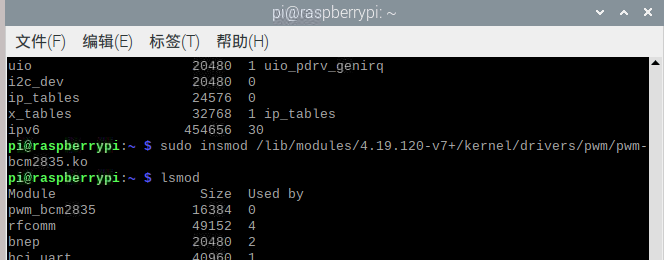 pi@raspberrypi: ~
文件(F) 编辑(E) 标签(T) 帮助(H)
uio 20480 1 uio_pdrv_genirq
i2c_dev 20480 0
ip_tables 24576 0
x_tables 32768 1 ip_tables
ipv6 454656 30
pi@raspberrypi:~ $ sudo insmod /lib/modules/4.19.120-v7+/kernel/drivers/pwm/pwm-
bcm2835.ko
pi@raspberrypi:~ $ lsmod
Module Size Used by
pwm_bcm2835 16384 0
rfcomm 49152 4
bnep 20480 2
hci_uart 40960 1